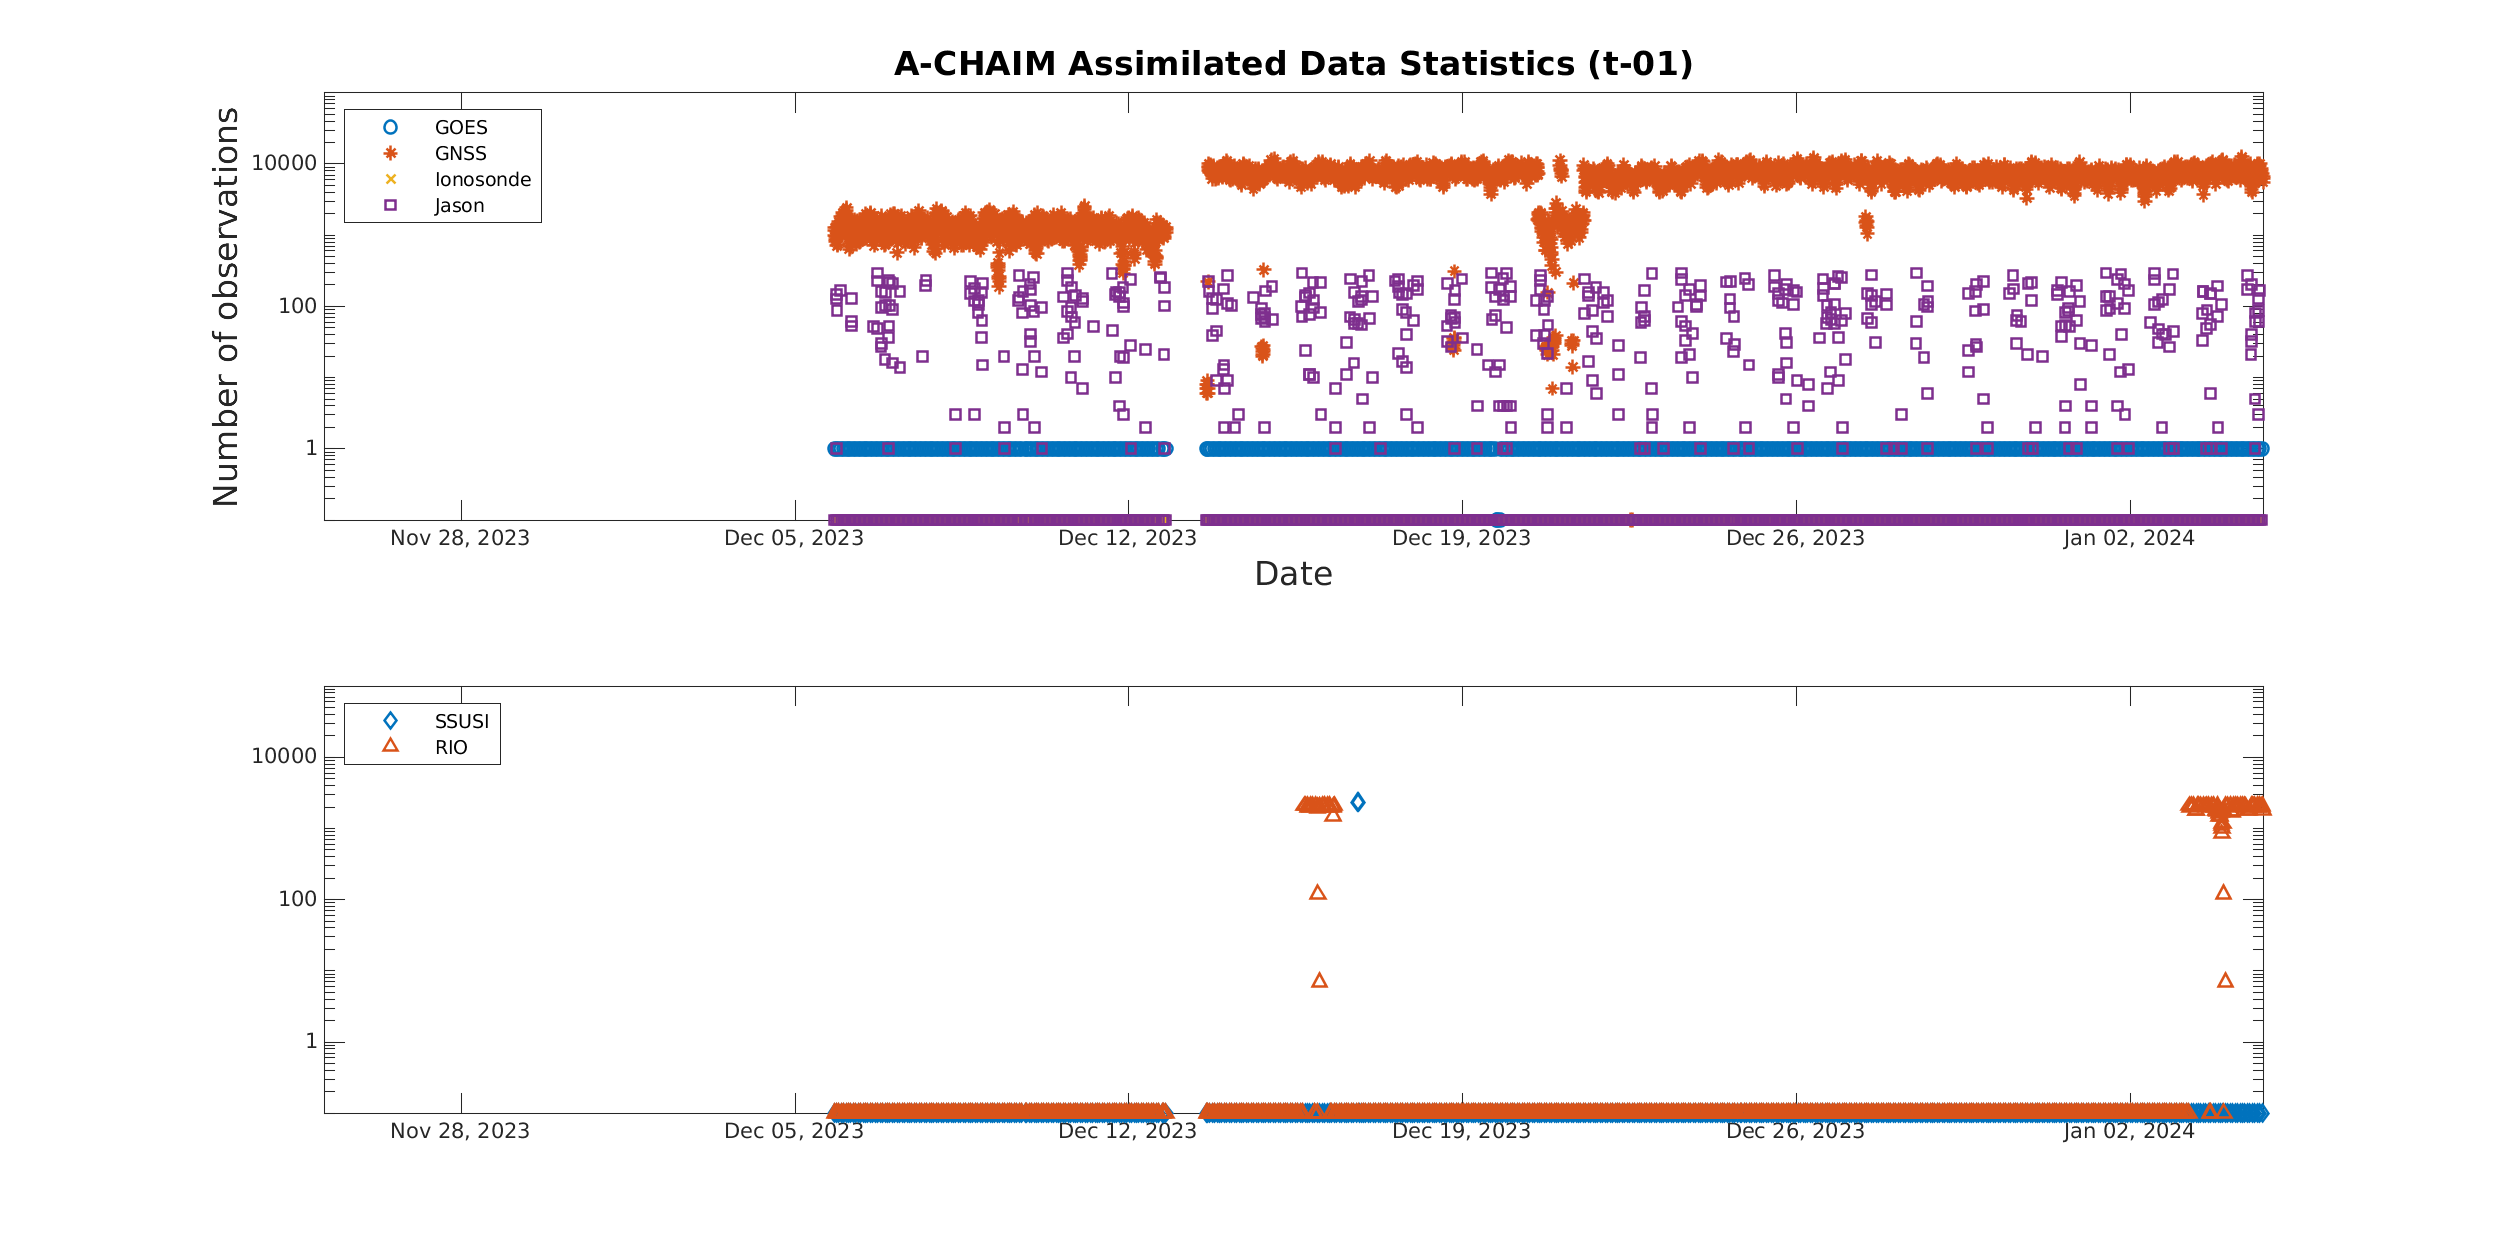 A-CHAIM Assimilated Data Statistics (t-01)
Number of observations
10000
100
1
GOES
GNSS
Ionosonde
Jason
Nov 28, 2023
Dec 05, 2023
Dec 12, 2023
Dec 19, 2023
Dec 26, 2023
Jan 02, 2024
Date
10000
100
1
SSUSI
RIO
Nov 28, 2023
Dec 05, 2023
Dec 12, 2023
Dec 19, 2023
Dec 26, 2023
Jan 02, 2024